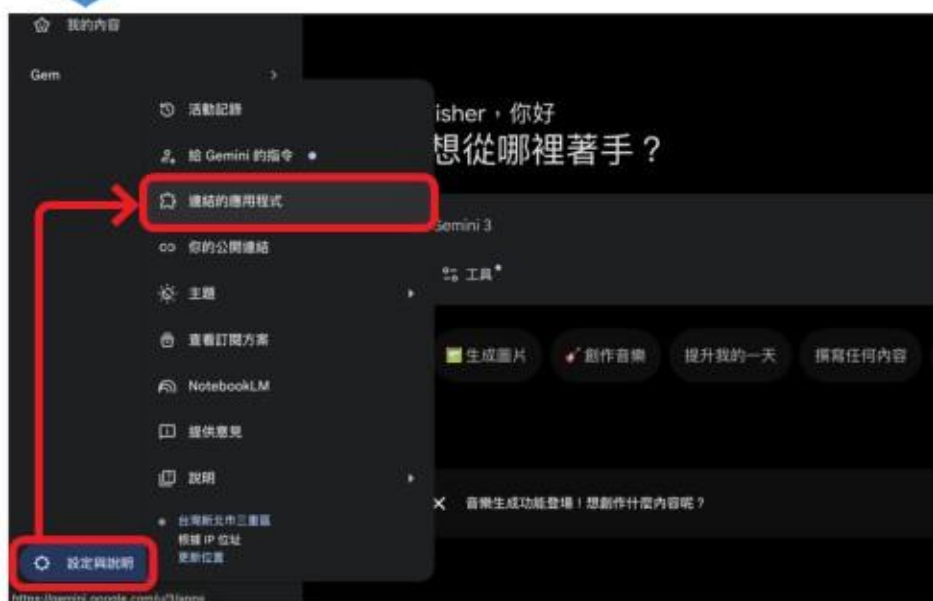 我的內容
Gem
活動記錄
給 Gemini 的指令
連結的應用程式
你的公開連結
主題
查看訂閱方案
NotebookLM
提供意見
說明
台灣新北市三重區
根據 IP 位址
更新位置
設定與說明
isher，你好
想從哪裡著手？
Gemini 3
工具
生成圖片
創作音樂
提升我的一天
撰寫任何內容
音樂生成功能登場！想創作什麼內容呢？